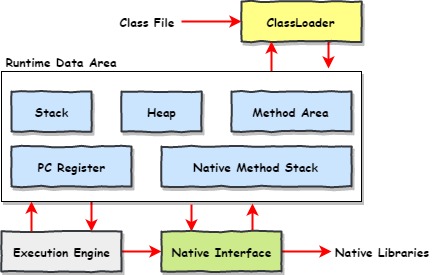 Class File
ClassLoader
Runtime Data Area
Stack
Heap
Method Area
PC Register
Native Method Stack
Execution Engine
Native Interface
Native Libraries